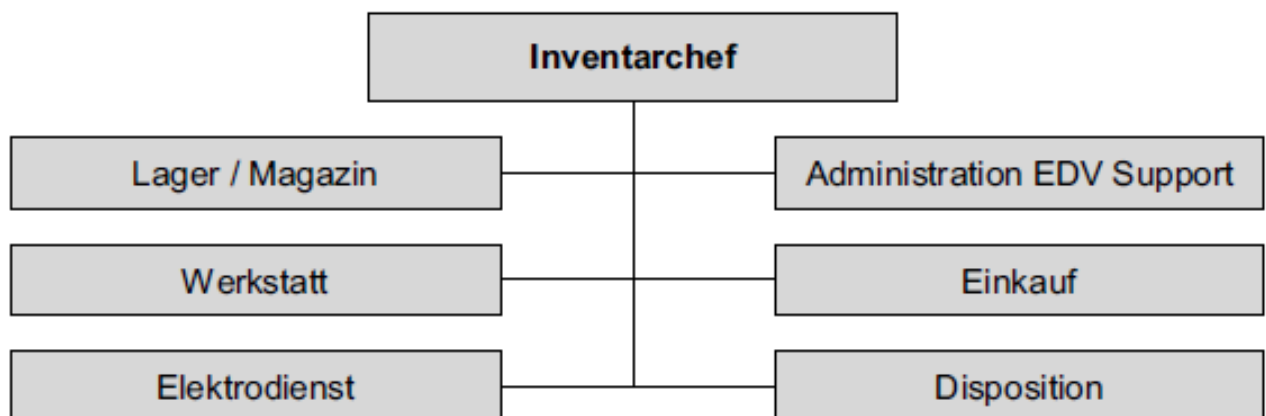 Inventarchef
Lager / Magazin
Administration EDV Support
Werkstatt
Einkauf
Elektrodienst
Disposition